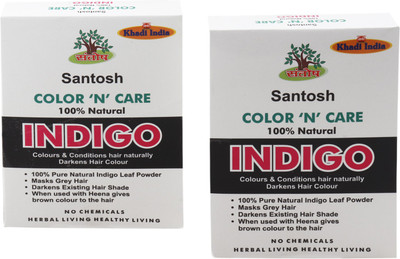 संतोष
Khadi India
Santosh
COLOR 'N' CARE
100% Natural
INDIGO
Colours & Conditions hair naturally
Darkens Hair Colour
• 100% Pure Natural Indigo Leaf Powder
• Masks Grey Hair
• Darkens Existing Hair Shade
• When used with Heena gives
brown colour to the hair
NO CHEMICALS
HERBAL LIVING HEALTHY LIVING
संतोष
Khadi India
Santosh
COLOR 'N' CARE
100% Natural
INDIGO
Colours & Conditions hair naturally
Darkens Hair Colour
• 100% Pure Natural Indigo Leaf Powder
• Masks Grey Hair
• Darkens Existing Hair Shade
• When used with Heena gives
brown colour to the hair
NO CHEMICALS
HERBAL LIVING HEALTHY LIVING